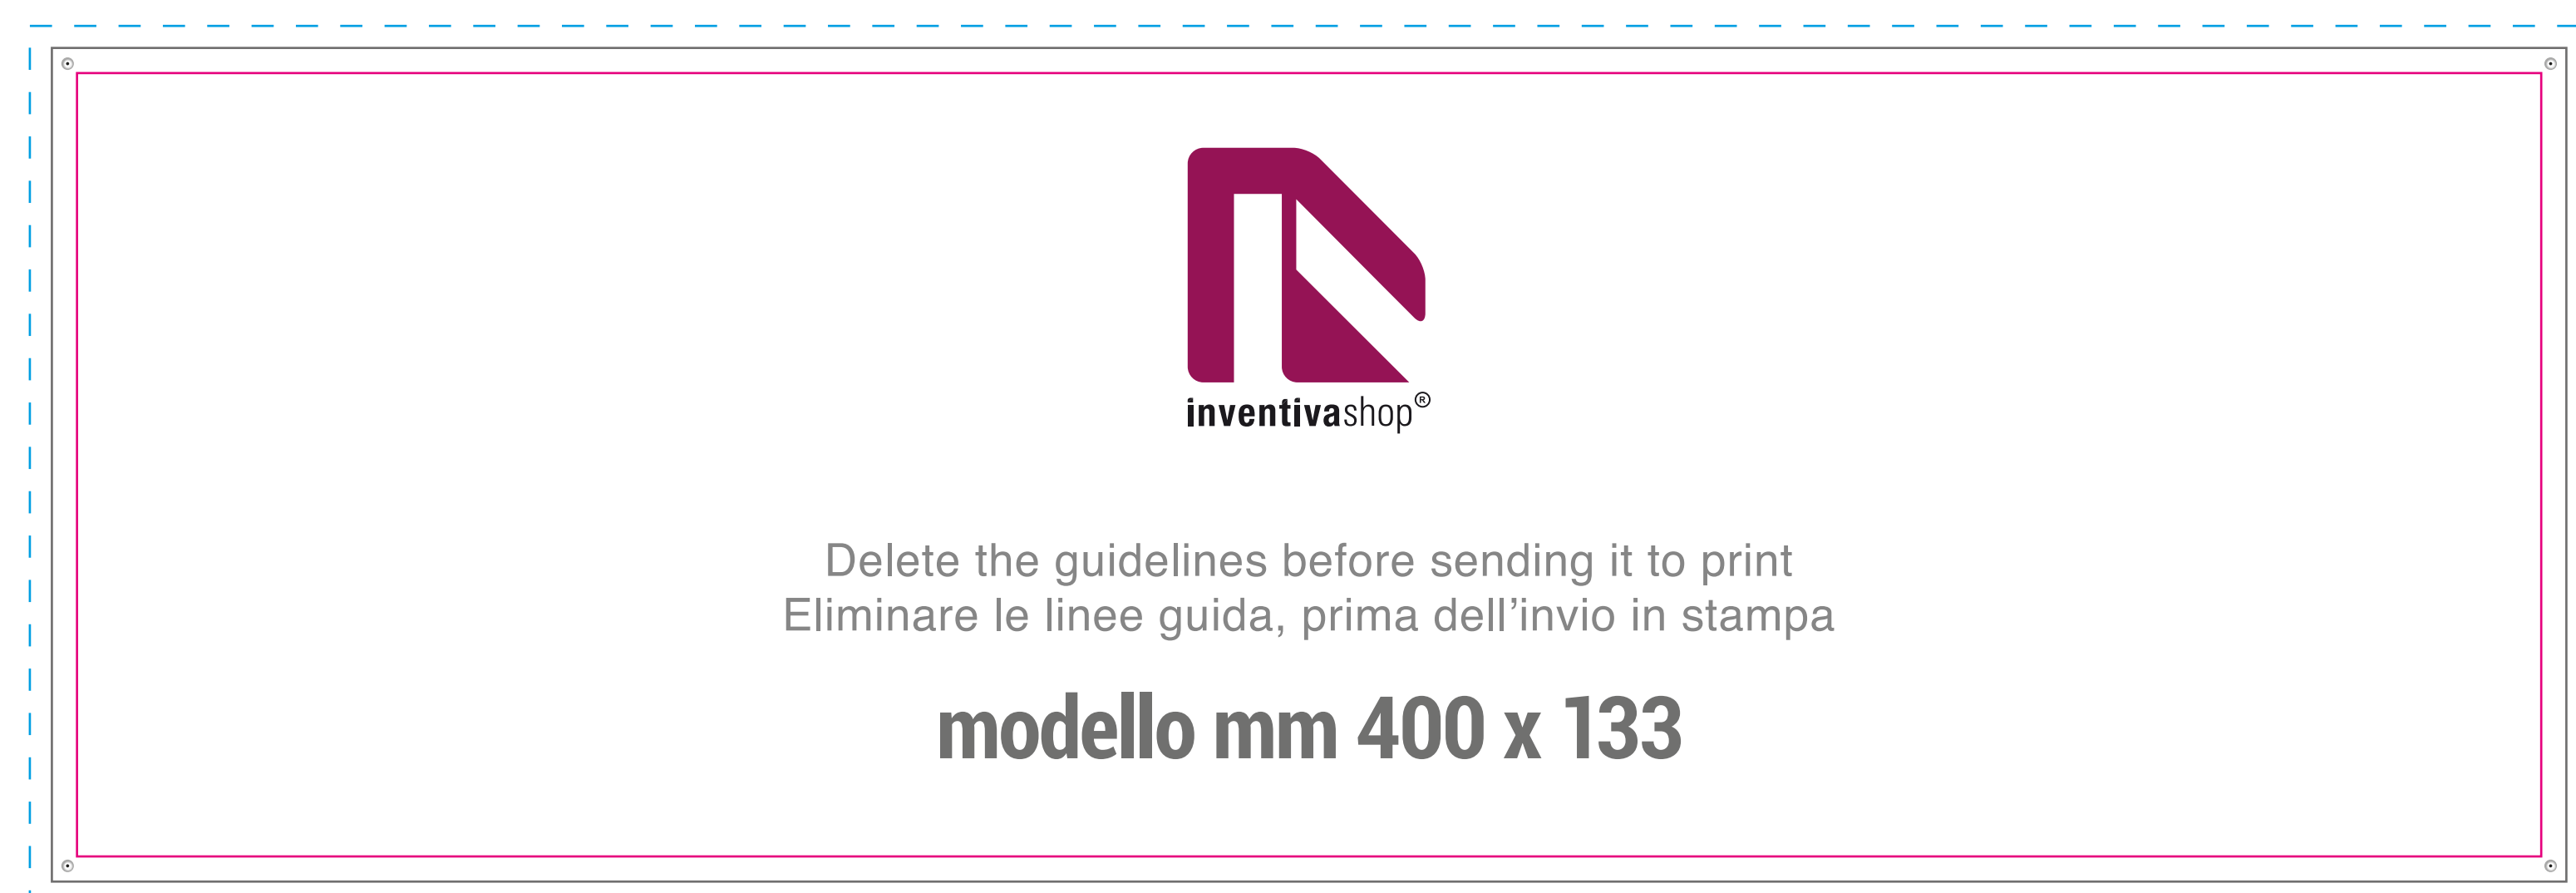 inventivashop®
Delete the guidelines before sending it to print
Eliminare le linee guida, prima dell’invio in stampa
modello mm 400 x 133